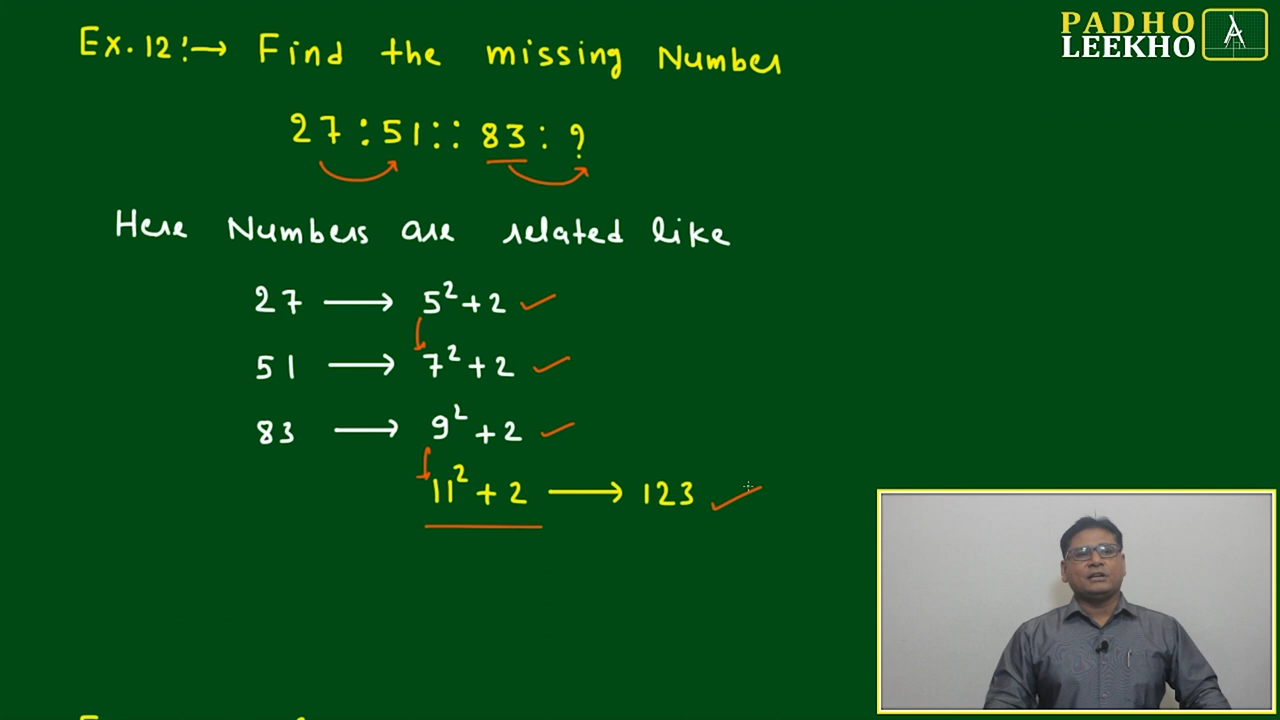 Ex. 12:→ Find the missing Number
PADHO
LEEKHO
27 : 51 :: 83 : ?
Here Numbers are related like
27 ⟶ 5² + 2 ✓
51 ⟶ 7² + 2 ✓
83 ⟶ 9² + 2 ✓
11² + 2 ⟶ 123 ✓